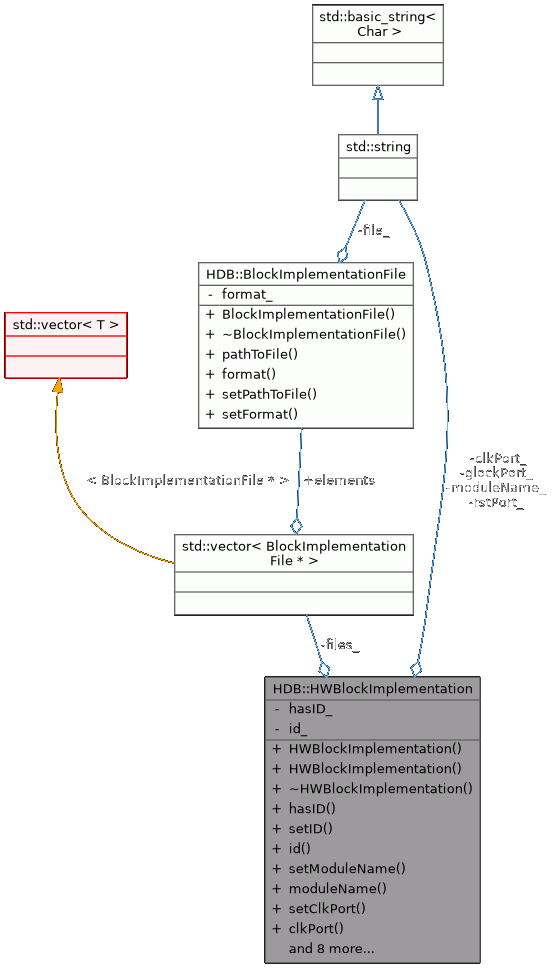 std::basic_string<
Char >
std::string
-file_
HDB::BlockImplementationFile
- format_
+ BlockImplementationFile()
+ ~BlockImplementationFile()
+ pathToFile()
+ format()
+ setPathToFile()
+ setFormat()
std::vector< T >
-clkPort_
-glockPort_
-moduleName_
-rstPort_
< BlockImplementationFile * >
+elements
std::vector< BlockImplementation
File * >
-files_
HDB::HWBlockImplementation
- hasID_
- id_
+ HWBlockImplementation()
+ HWBlockImplementation()
+ ~HWBlockImplementation()
+ hasID()
+ setID()
+ id()
+ setModuleName()
+ moduleName()
+ setClkPort()
+ clkPort()
and 8 more...